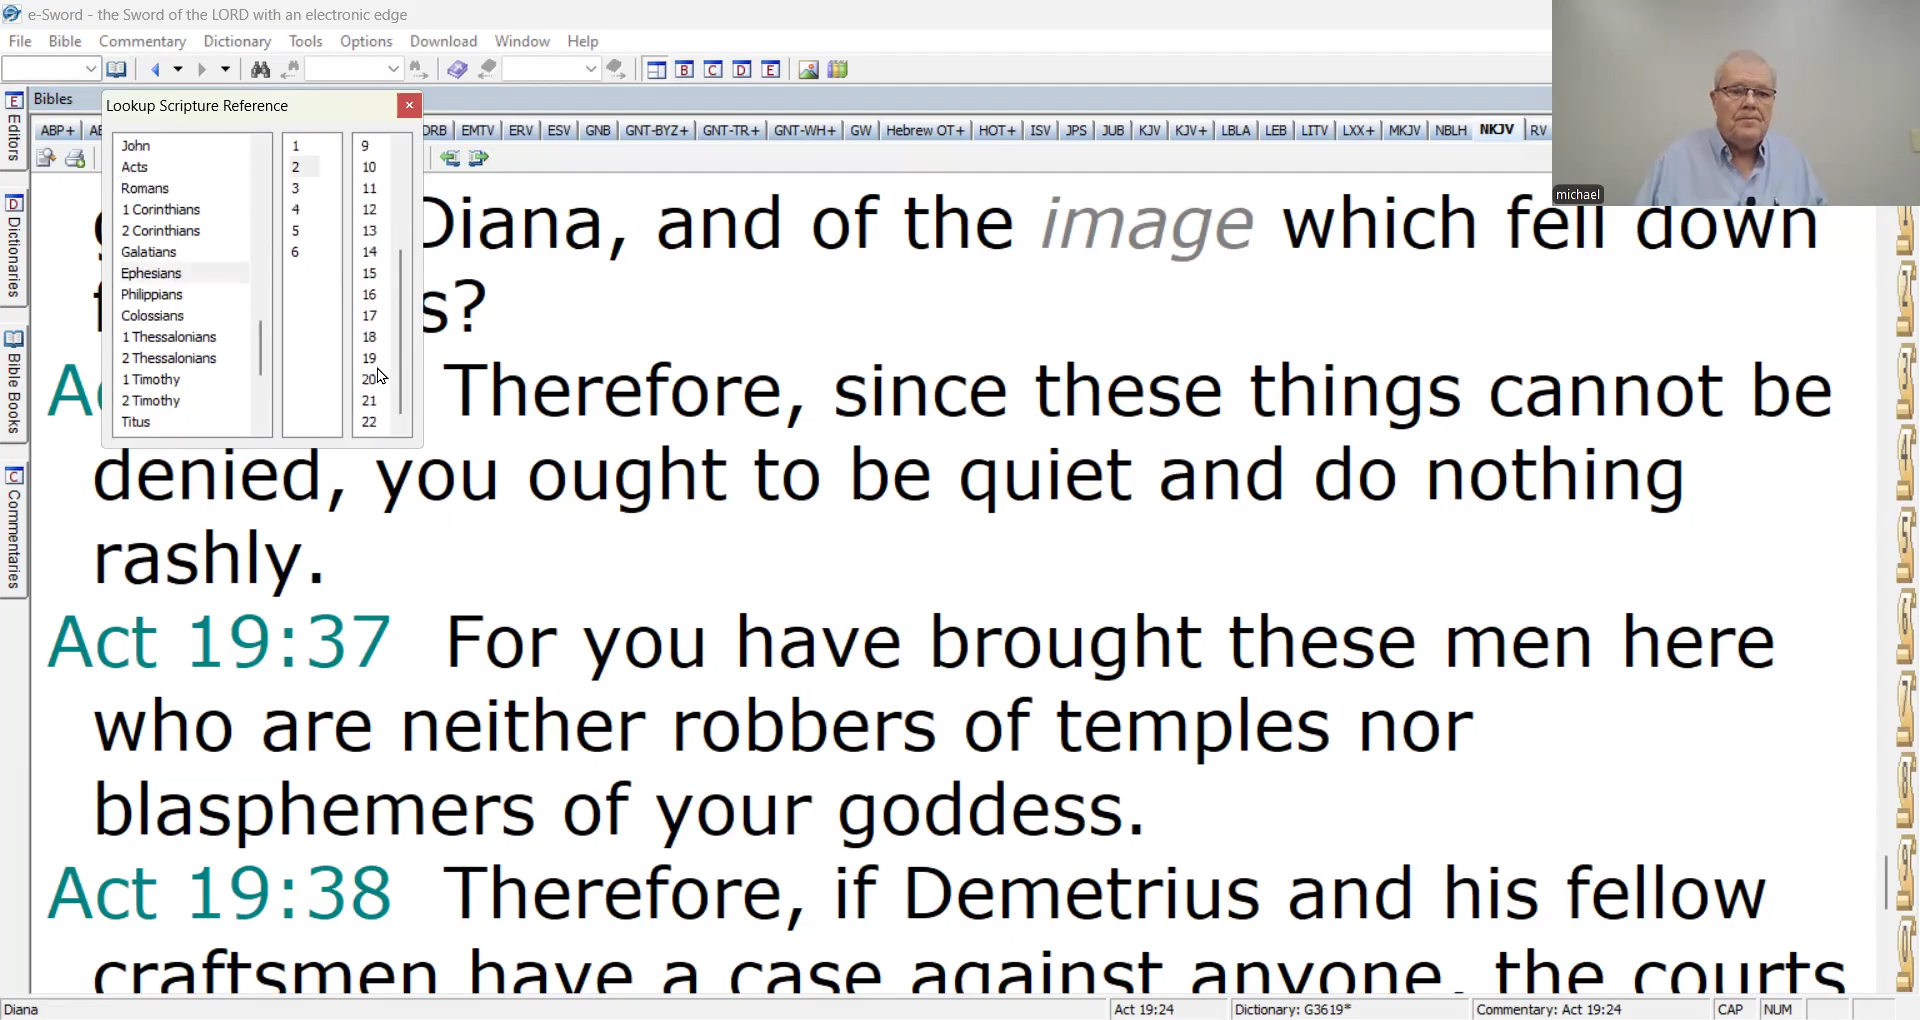 e-Sword - the Sword of the LORD with an electronic edge
File Bible Commentary Dictionary Tools Options Download Window Help
B C D E
Bibles
Lookup Scripture Reference
ABP+ DRB EMTV ERV ESV GNB GNT-BYZ+ GNT-TR+ GNT-WH+ GW Hebrew OT+ HOT+ ISV JPS JUB KJV KJV+ LBLA LEB LITV LXX+ MKJV NBLH NKJV RV
E Editors
D Dictionaries
Bible Books
C Commentaries
John 1 9
Acts 2 10
Romans 3 11
1 Corinthians 4 12
2 Corinthians 5 13
Galatians 6 14
Ephesians 15
Philippians 16
Colossians 17
1 Thessalonians 18
2 Thessalonians 19
1 Timothy 20
2 Timothy 21
Titus 22
michael
Diana, and of the image which fell down
s?
Therefore, since these things cannot be
denied, you ought to be quiet and do nothing
rashly.
Act 19:37 For you have brought these men here
who are neither robbers of temples nor
blasphemers of your goddess.
Act 19:38 Therefore, if Demetrius and his fellow
craftsmen have a case against anyone, the courts
Diana Act 19:24 Dictionary: G3619* Commentary: Act 19:24 CAP NUM